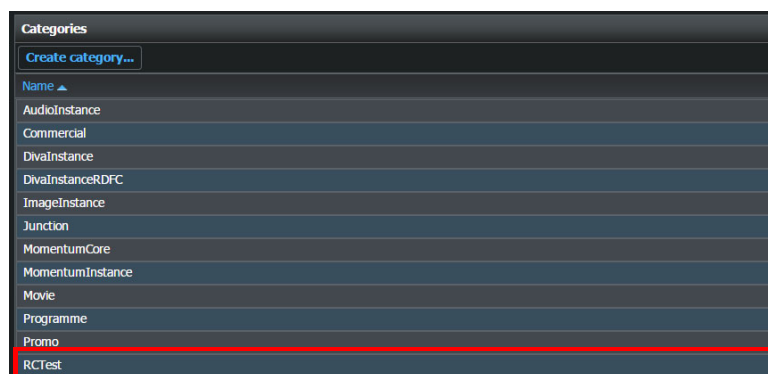 Categories
Create category...
Name
AudioInstance
Commercial
DivaInstance
DivaInstanceRDFC
ImageInstance
Junction
MomentumCore
MomentumInstance
Movie
Programme
Promo
RCTest